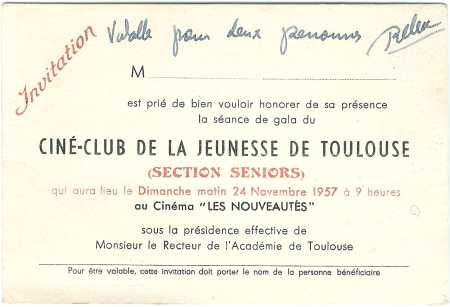 Invitation
Valable pour deux personnes
M
est prié de bien vouloir honorer de sa présence
la séance de gala du
CINÉ-CLUB DE LA JEUNESSE DE TOULOUSE
(SECTION SENIORS)
qui aura lieu le Dimanche matin 24 Novembre 1957 à 9 heures
au Cinéma "LES NOUVEAUTÉS"
sous la présidence effective de
Monsieur le Recteur de l'Académie de Toulouse
Pour être valable, cette invitation doit porter le nom de la personne bénéficiaire